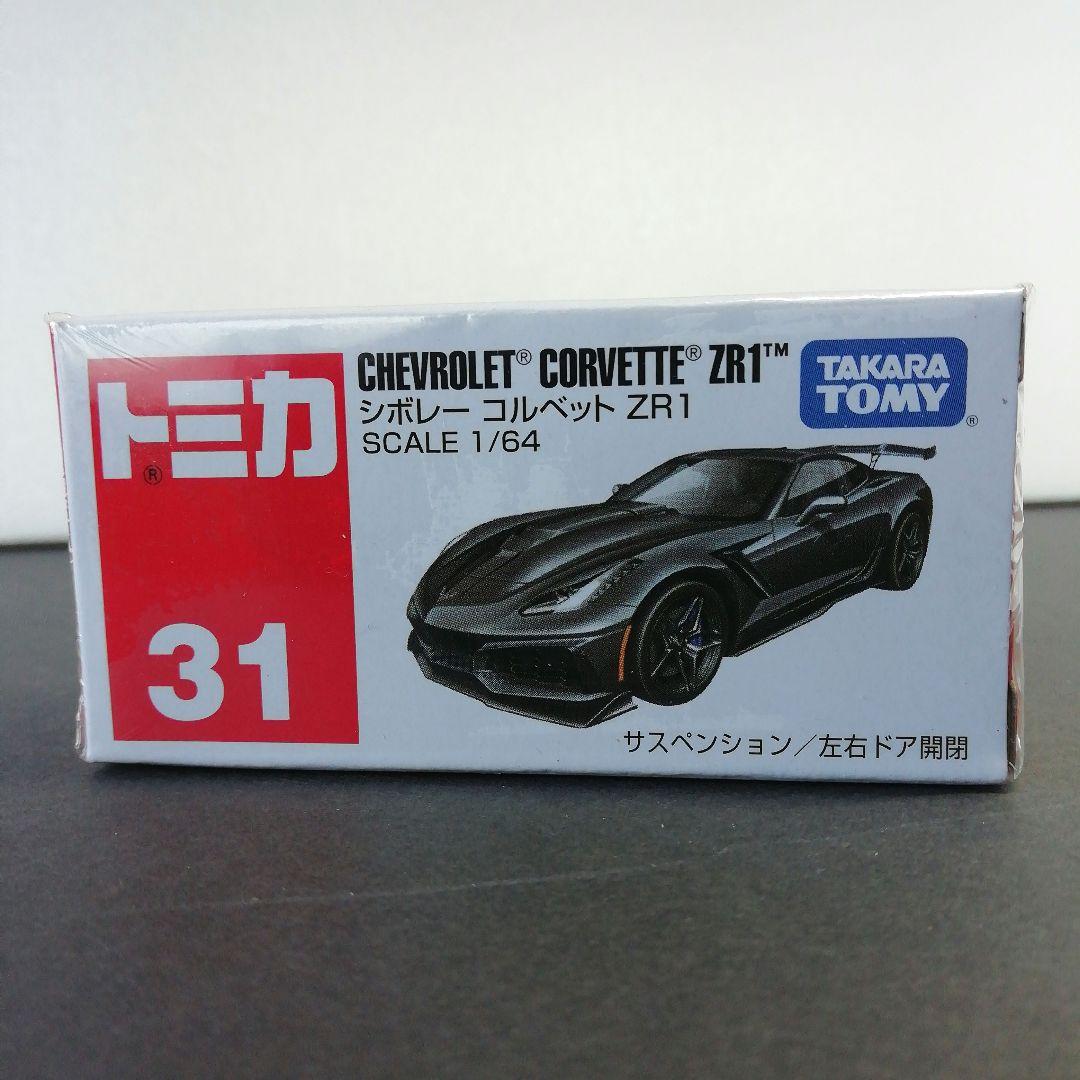 トミカ®
31
CHEVROLET® CORVETTE® ZR1™
シボレー コルベット ZR1
SCALE 1/64
TAKARA
TOMY®
サスペンション/左右ドア開閉